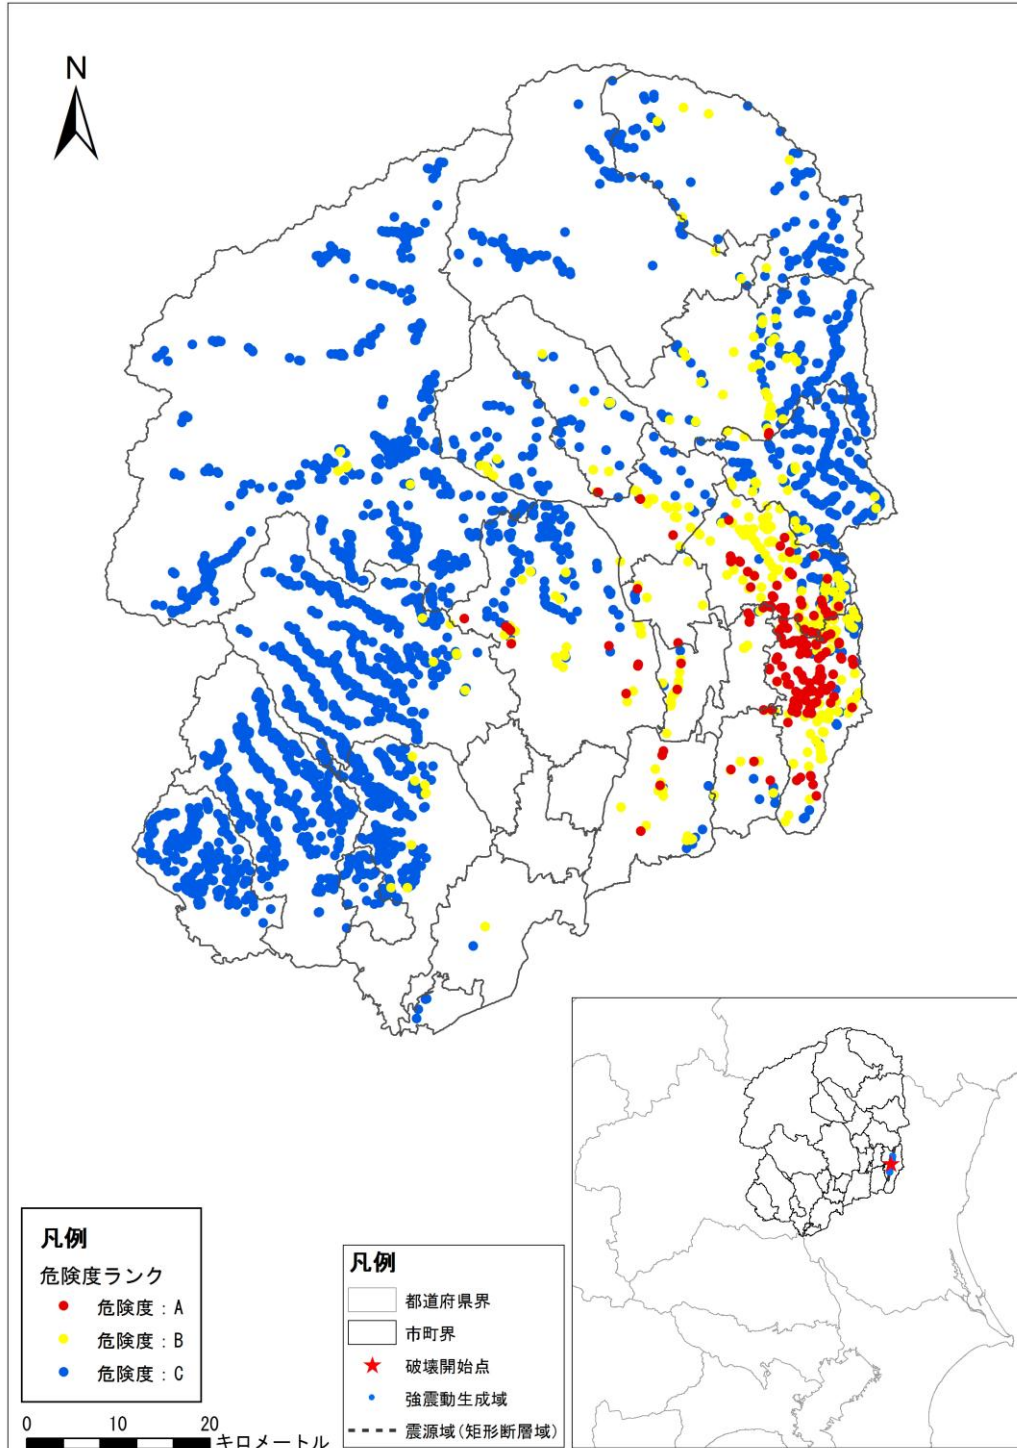 N
凡例
危険度ランク
危険度：A
危険度：B
危険度：C
0 10 20
キロメートル
凡例
都道府県界
市町界
破壊開始点
強震動生成域
震源域(矩形断層域)